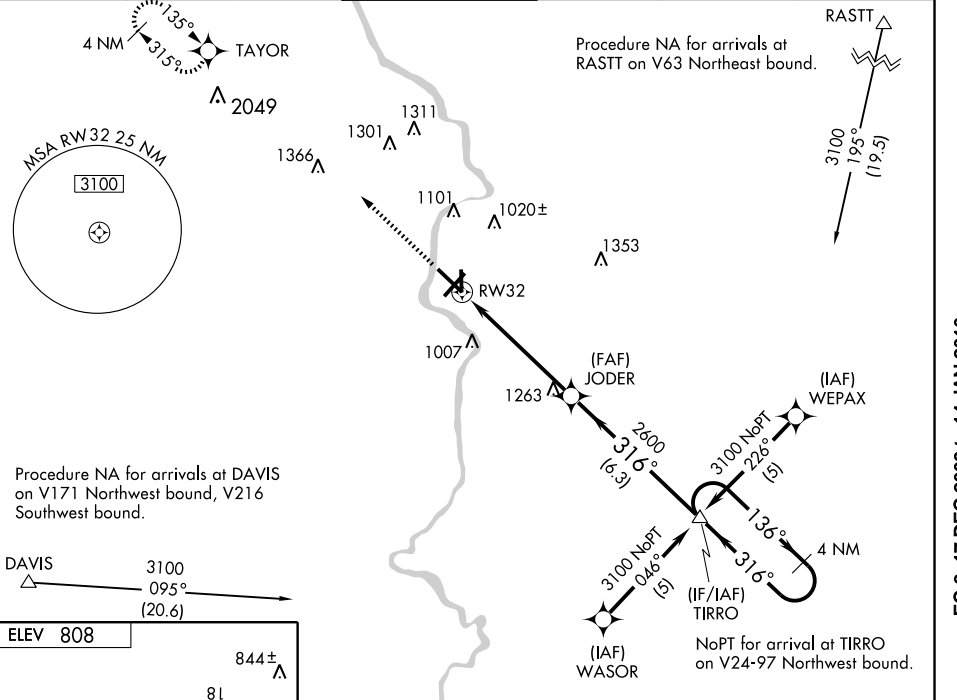 135°
4 NM
315°
TAYOR
2049
RASTT
Procedure NA for arrivals at
RASTT on V63 Northeast bound.
MSA RW32 25 NM
3100
1366
1301
1311
1101
1020±
1353
3100
195°
(19.5)
RW32
1007
(FAF)
JODER
1263
(IAF)
WEPAX
2600
316°
(6.3)
3100 NoPT
226°
(5)
136°
4 NM
316°
3100 NoPT
046°
(5)
(IF/IAF)
TIRRO
(IAF)
WASOR
NoPT for arrival at TIRRO
on V24-97 Northwest bound.
Procedure NA for arrivals at DAVIS
on V171 Northwest bound, V216
Southwest bound.
DAVIS
3100
095°
(20.6)
ELEV 808
844±